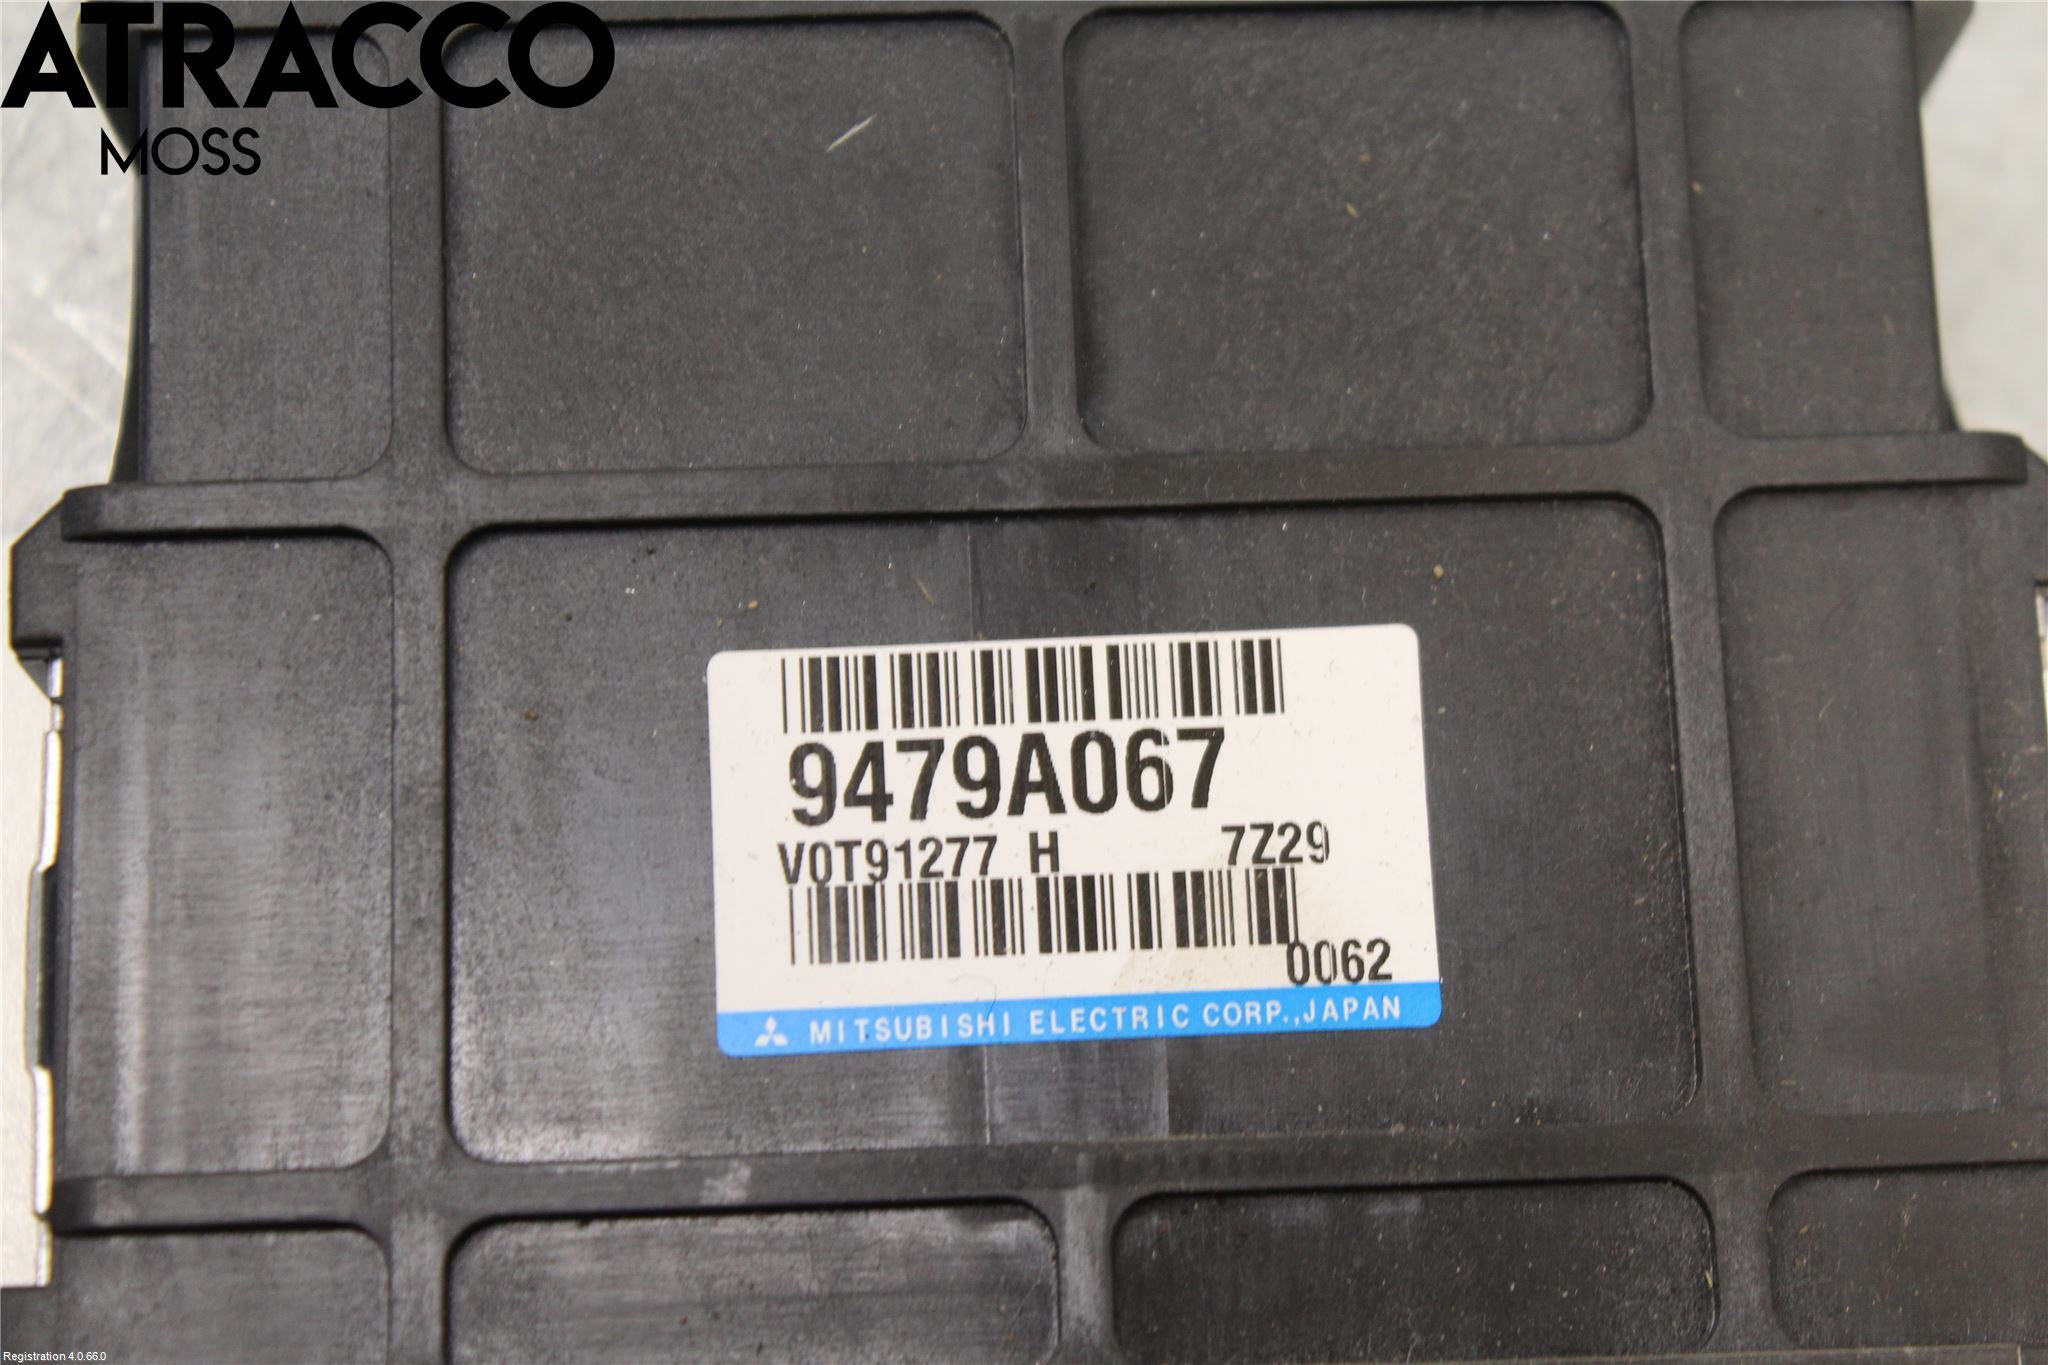 ATRACCO
MOSS
9479A067
V0T91277 H 7Z29
0062
MITSUBISHI ELECTRIC CORP.,JAPAN
Registration 4.0.66.0